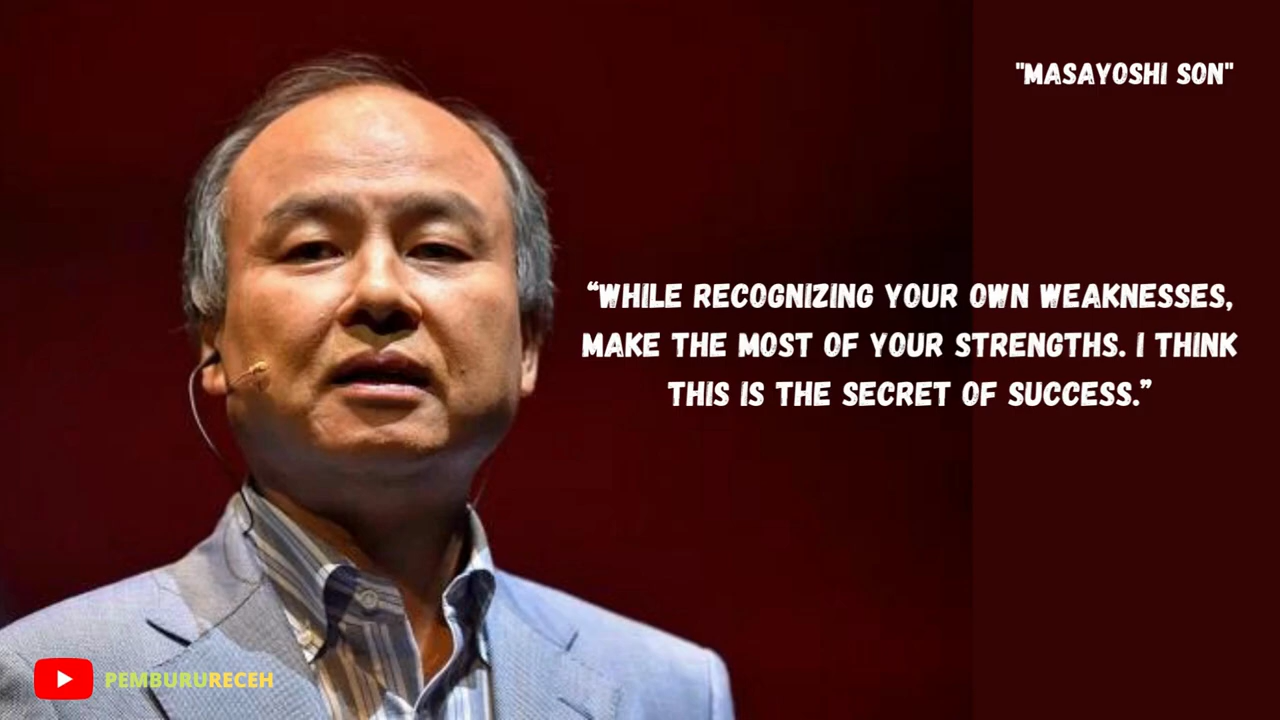 "MASAYOSHI SON"
“WHILE RECOGNIZING YOUR OWN WEAKNESSES,
MAKE THE MOST OF YOUR STRENGTHS. I THINK
THIS IS THE SECRET OF SUCCESS.”
PEMBURURECEH